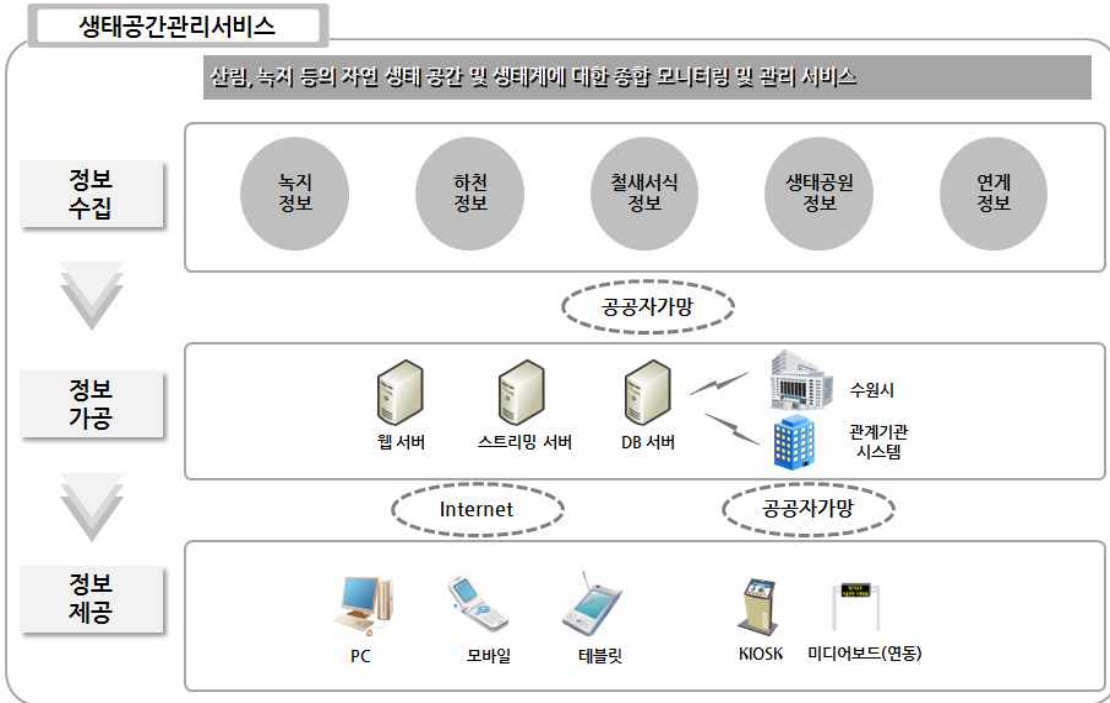 생태공간관리서비스
산림, 녹지 등의 자연 생태 공간 및 생태계에 대한 종합 모니터링 및 관리 서비스
정보
수집
녹지
정보
하천
정보
철새서식
정보
생태공원
정보
연게
정보
공공자가망
정보
가공
웹 서버
스트리밍 서버
DB 서버
수원시
관계기관
시스템
Internet
공공자가망
정보
제공
PC
모바일
테블릿
KIOSK
미디어보드(연동)